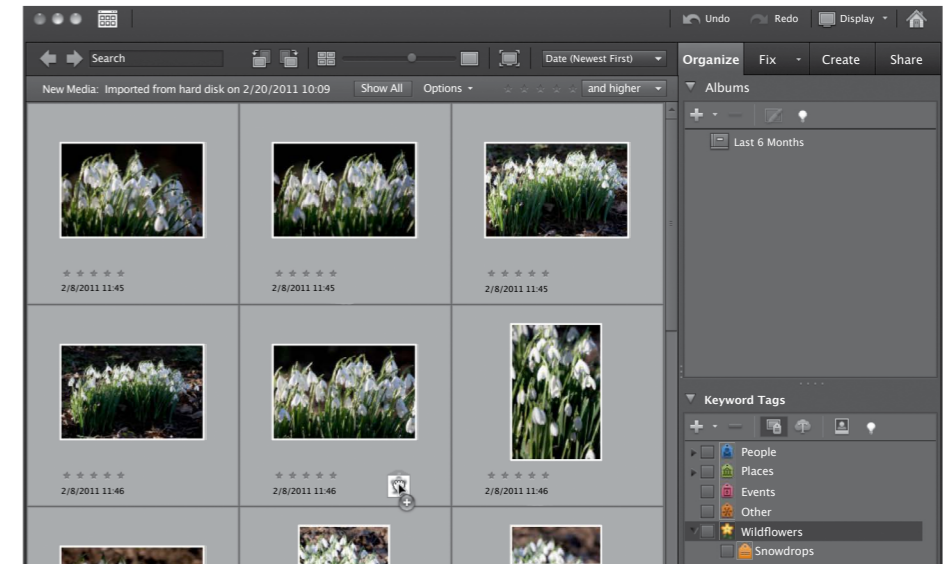 Undo Redo Display
Search Date (Newest First) Organize Fix Create Share
New Media: Imported from hard disk on 2/20/2011 10:09 Show All Options and higher
Albums
Last 6 Months
2/8/2011 11:45 2/8/2011 11:45 2/8/2011 11:45
Keyword Tags
People
Places
2/8/2011 11:46 2/8/2011 11:46 2/8/2011 11:46
Events
Other
Wildflowers
Snowdrops